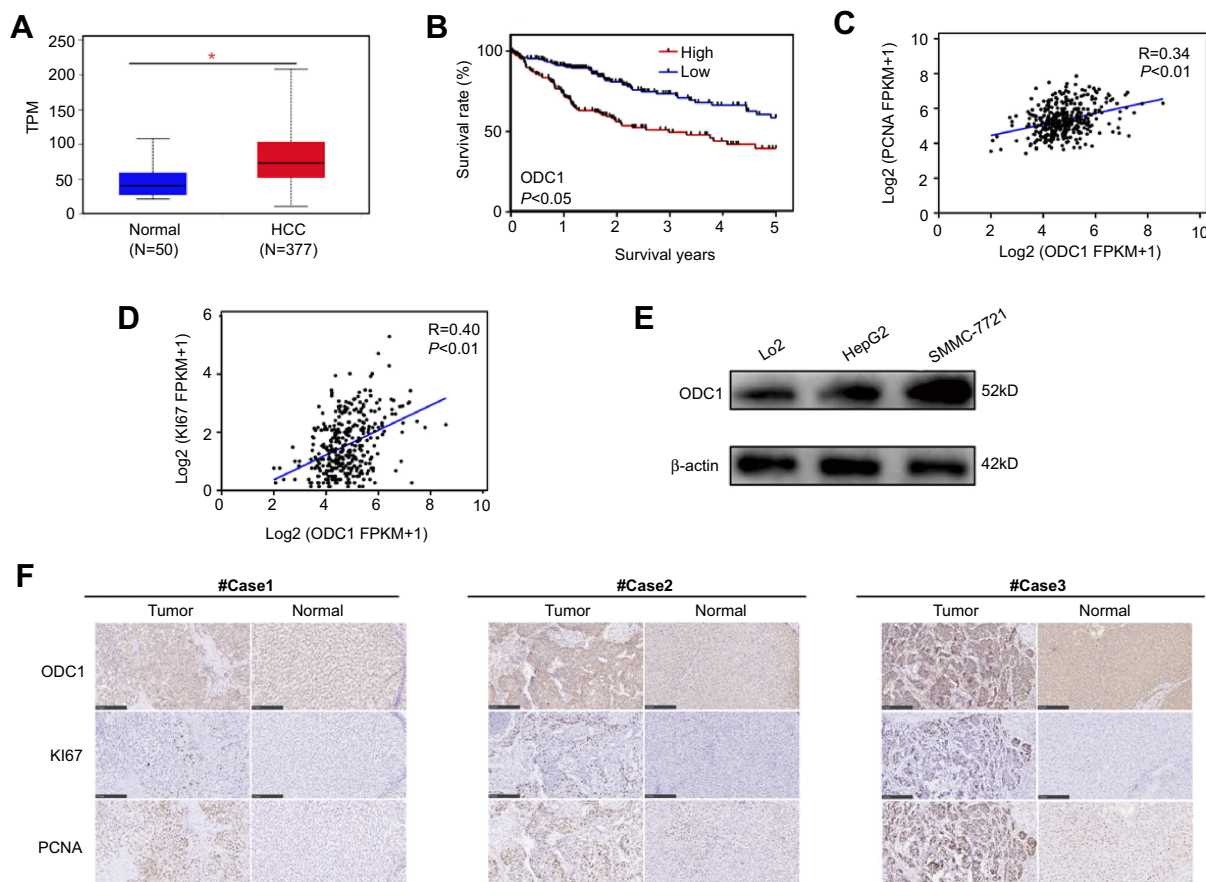 A
TPM
250
200
150
100
50
0
*
Normal
(N=50)
HCC
(N=377)
B
Survival rate (%)
100
50
0
High
Low
ODC1
P<0.05
0 1 2 3 4 5
Survival years
C
Log2 (PCNA FPKM+1)
10
8
6
4
2
0
R=0.34
P<0.01
0 2 4 6 8 10
Log2 (ODC1 FPKM+1)
D
Log2 (KI67 FPKM+1)
6
4
2
0
R=0.40
P<0.01
0 2 4 6 8 10
Log2 (ODC1 FPKM+1)
E
Lo2 HepG2 SMMC-7721
ODC1 52kD
β-actin 42kD
F
#Case1 #Case2 #Case3
Tumor Normal Tumor Normal Tumor Normal
ODC1
KI67
PCNA